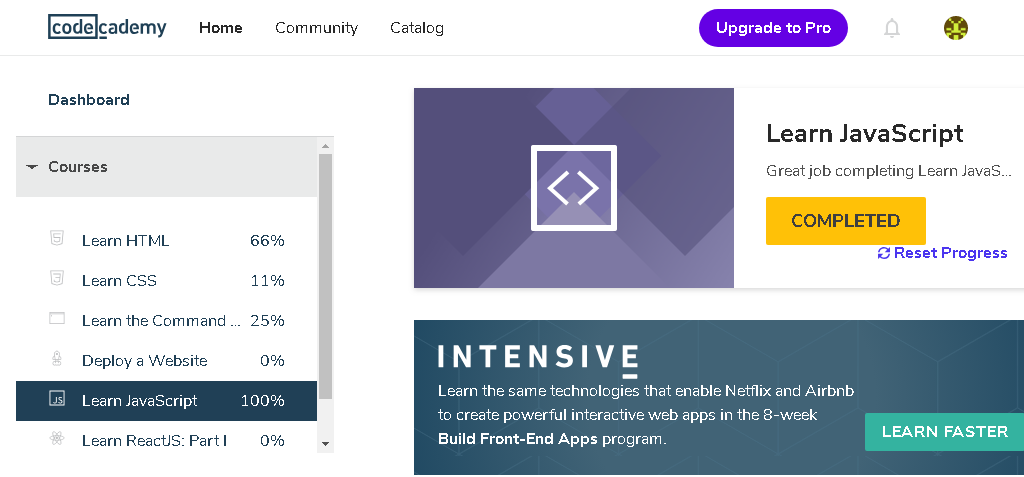 codecademy Home Community Catalog Upgrade to Pro
Dashboard
Courses
Learn HTML 66%
Learn CSS 11%
Learn the Command ... 25%
Deploy a Website 0%
JS Learn JavaScript 100%
Learn ReactJS: Part I 0%
Learn JavaScript
Great job completing Learn JavaS...
COMPLETED
Reset Progress
INTENSIVE
Learn the same technologies that enable Netflix and Airbnb
to create powerful interactive web apps in the 8-week
Build Front-End Apps program.
LEARN FASTER